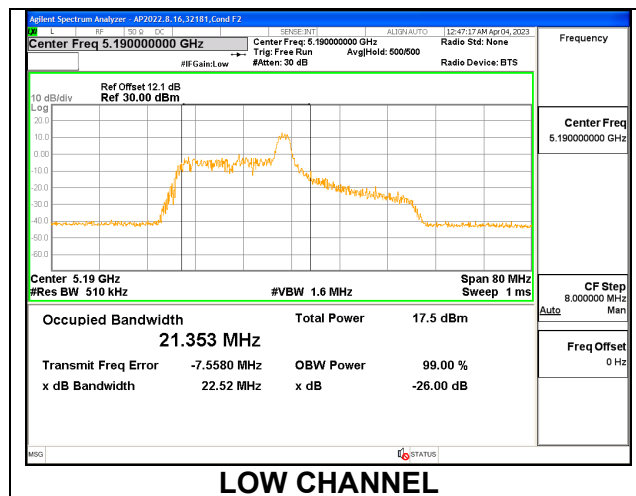 Agilent Spectrum Analyzer - AP2022.8.16,32181,Cond F2
LXI L RF 50 Ω DC SENSE:INT ALIGN AUTO 12:47:17 AM Apr 04, 2023
Center Freq 5.190000000 GHz Center Freq: 5.190000000 GHz Radio Std: None
Trig: Free Run Avg|Hold: 500/500
#IFGain:Low #Atten: 30 dB Radio Device: BTS
Frequency
Ref Offset 12.1 dB
10 dB/div Ref 30.00 dBm
Log
20.0
10.0
0.00
-10.0
-20.0
-30.0
-40.0
-50.0
-60.0
Center Freq
5.190000000 GHz
Center 5.19 GHz Span 80 MHz
#Res BW 510 kHz #VBW 1.6 MHz Sweep 1 ms
CF Step
8.000000 MHz
Auto Man
Occupied Bandwidth Total Power 17.5 dBm
21.353 MHz
Transmit Freq Error -7.5580 MHz OBW Power 99.00 %
x dB Bandwidth 22.52 MHz x dB -26.00 dB
Freq Offset
0 Hz
MSG STATUS
LOW CHANNEL